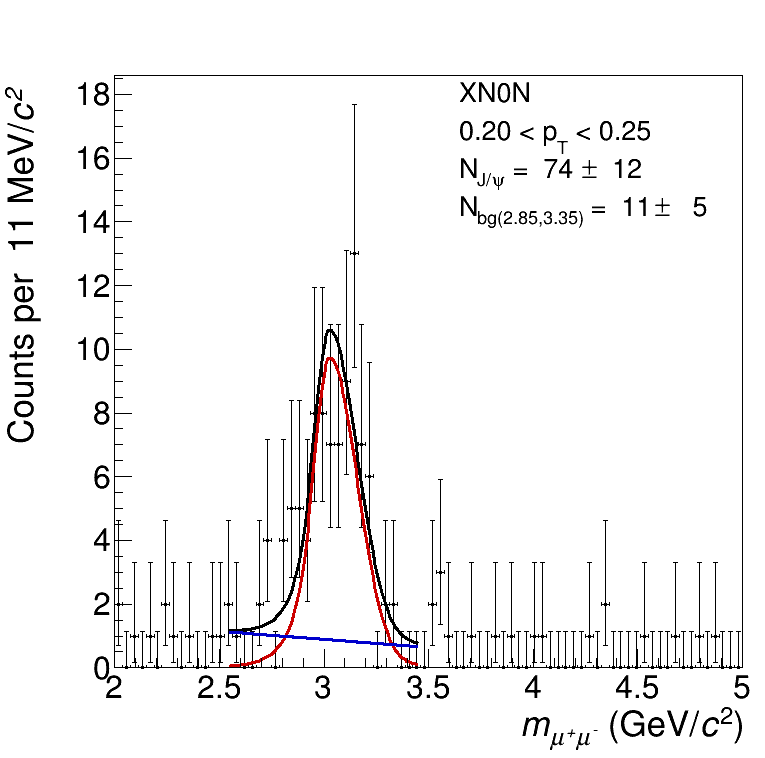 Counts per 11 MeV/c²
18
16
14
12
10
8
6
4
2
0
XN0N
0.20 < p_T < 0.25
N_J/ψ = 74 ± 12
N_bg(2.85,3.35) = 11 ± 5
2 2.5 3 3.5 4 4.5 5
m_μ⁺μ⁻ (GeV/c²)